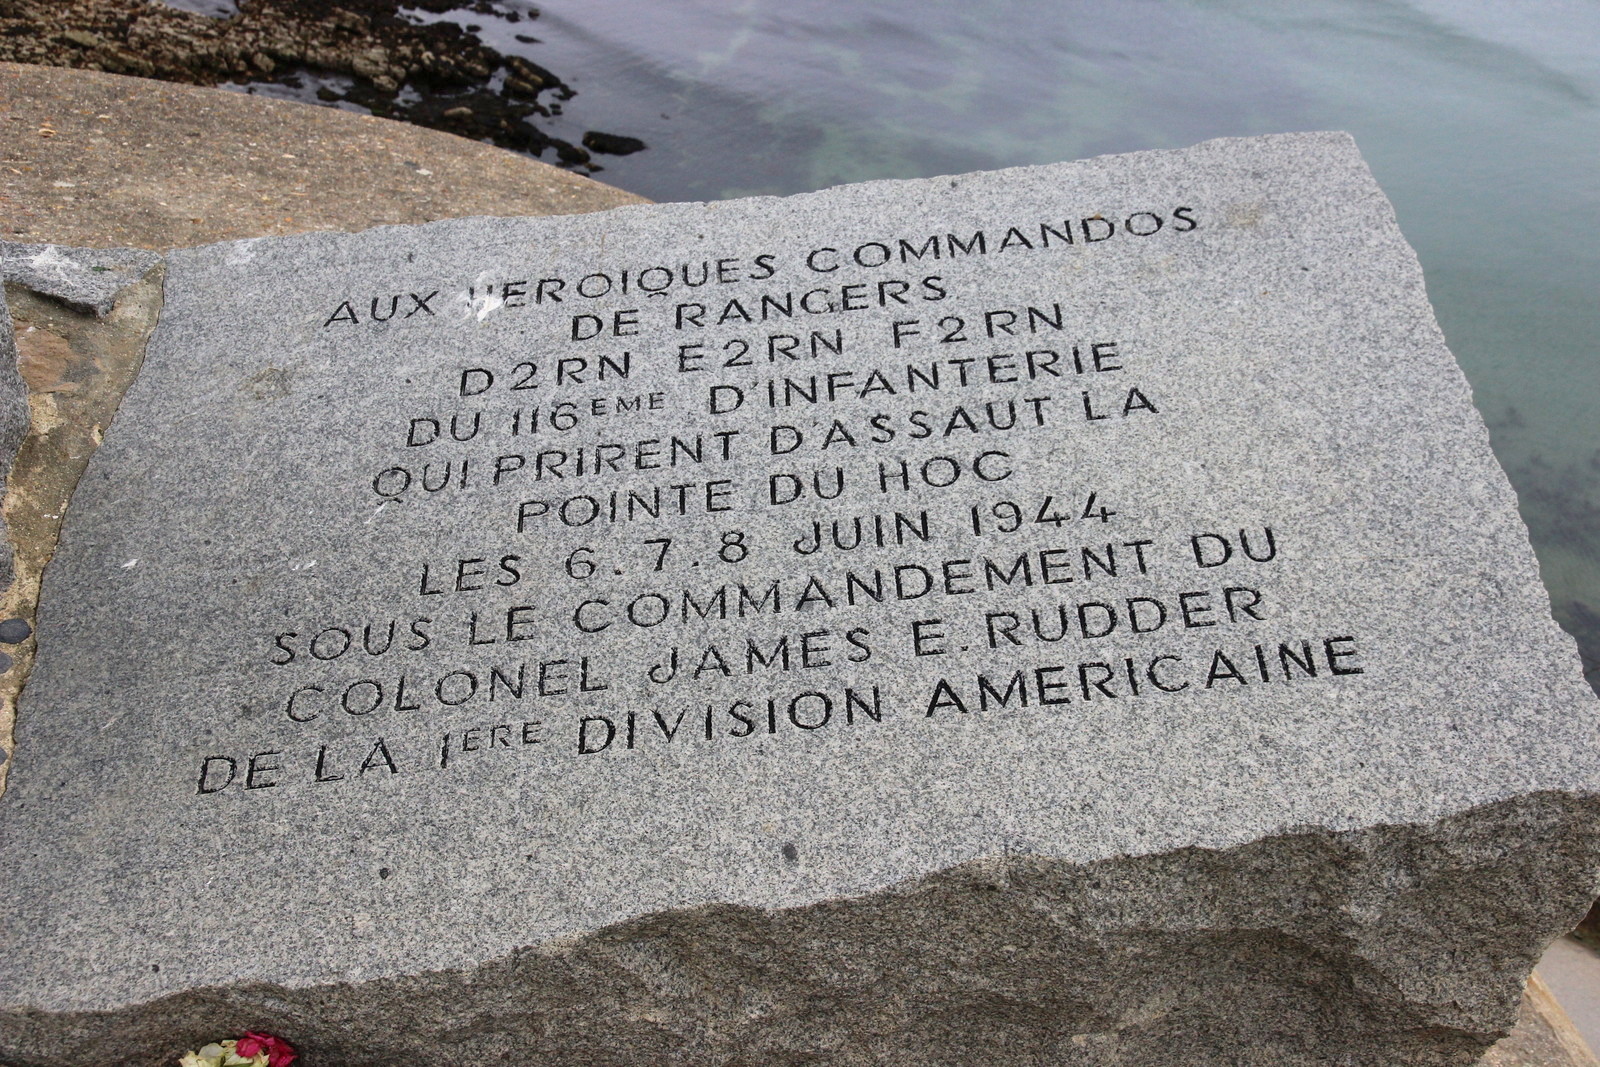 AUX HEROIQUES COMMANDOS
DE RANGERS
D2RN E2RN F2RN
DU 116EME D'INFANTERIE
QUI PRIRENT D'ASSAUT LA
POINTE DU HOC
LES 6.7.8 JUIN 1944
SOUS LE COMMANDEMENT DU
COLONEL JAMES E. RUDDER
DE LA 1ERE DIVISION AMERICAINE